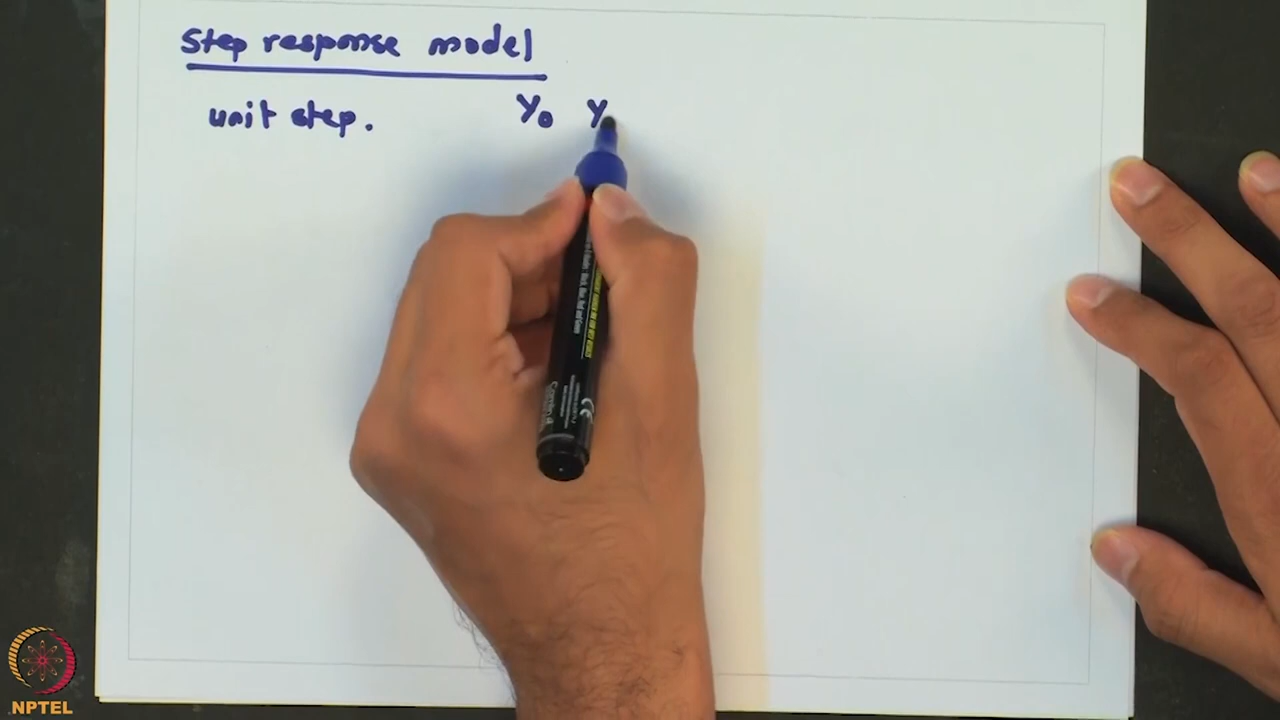 Step response model
unit step. Y₀ Y
NPTEL